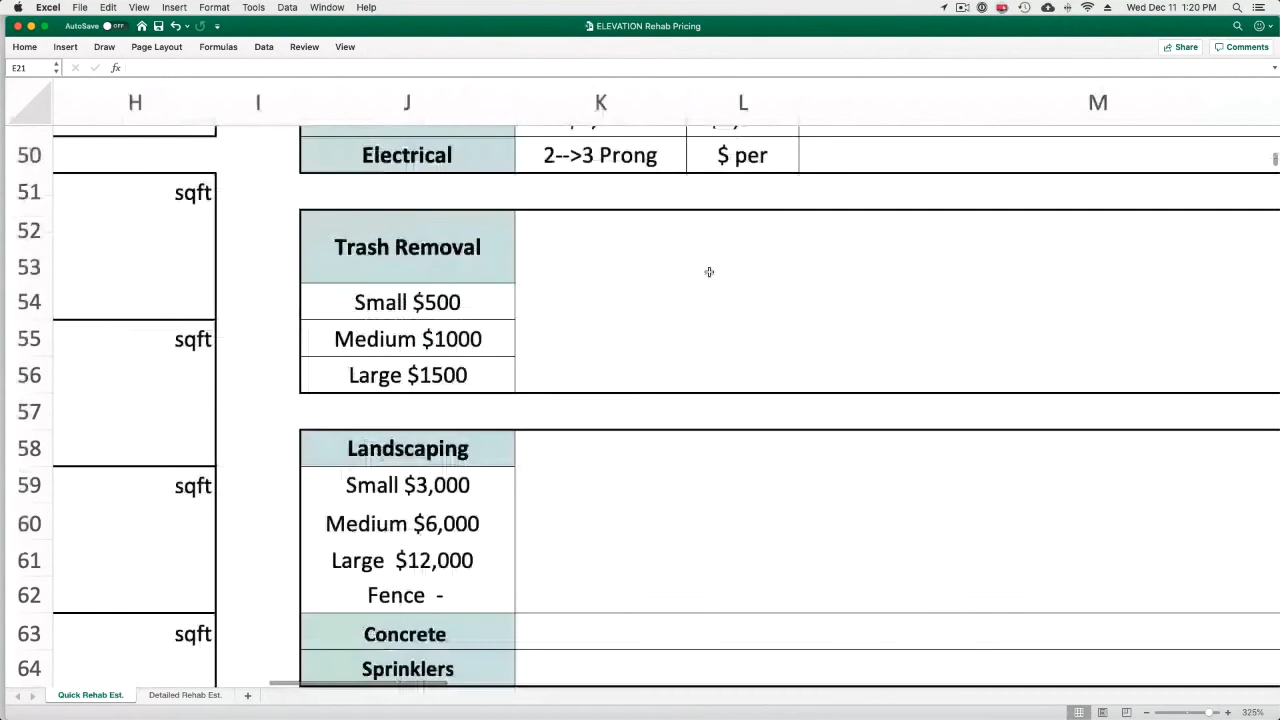 Excel File Edit View Insert Format Tools Data Window Help Wed Dec 11 1:20 PM
AutoSave OFF ELEVATION Rehab Pricing
Home Insert Draw Page Layout Formulas Data Review View Share Comments
E21 fx
H I J K L M
50 Electrical 2-->3 Prong $ per
51 sqft
52
Trash Removal
53
54 Small $500
55 sqft Medium $1000
56 Large $1500
57
58 Landscaping
59 sqft Small $3,000
60 Medium $6,000
61 Large $12,000
62 Fence -
63 sqft Concrete
64 Sprinklers
Quick Rehab Est. Detailed Rehab Est. +
325%